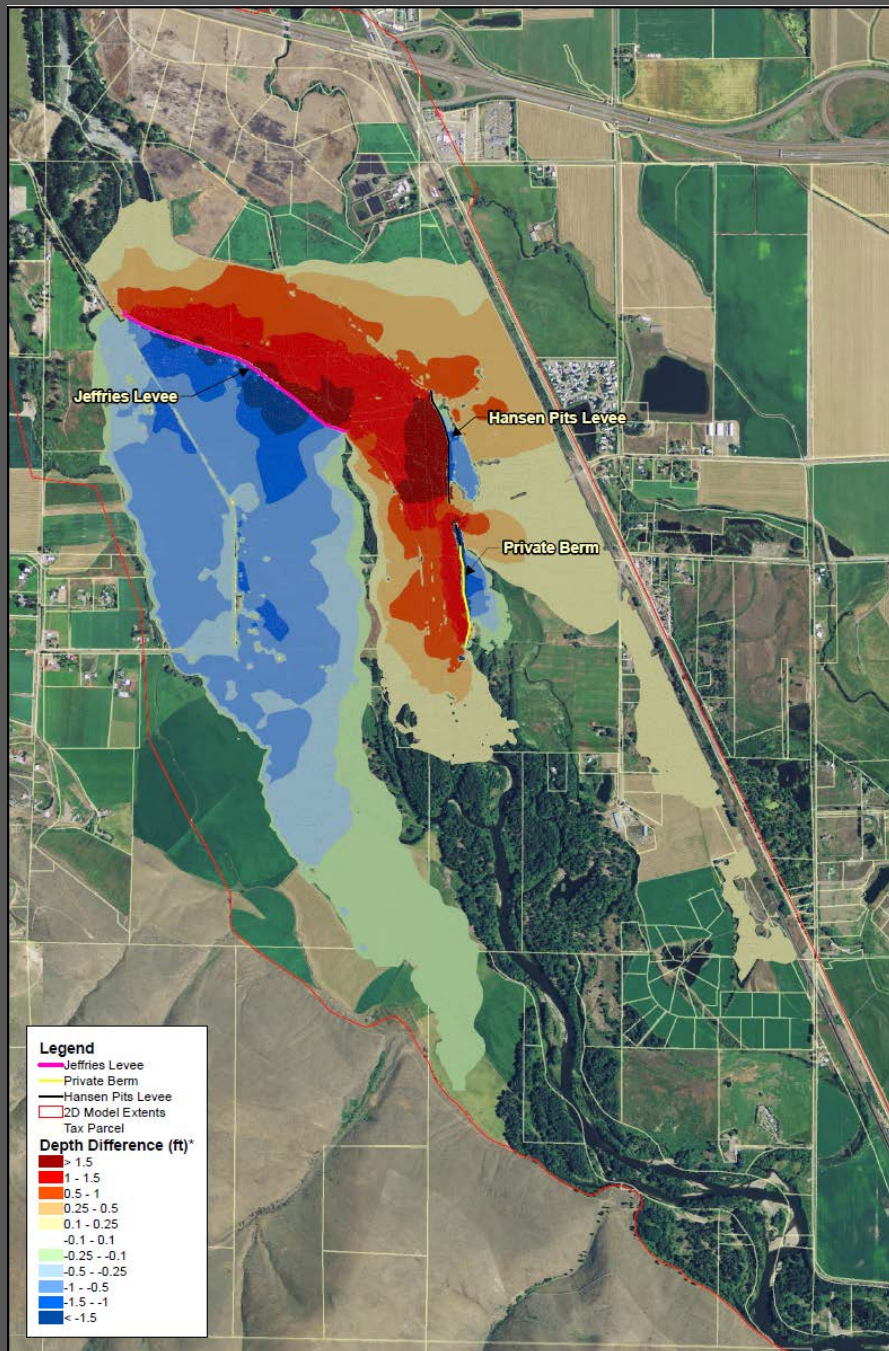 Jeffries Levee
Hansen Pits Levee
Private Berm
Legend
Jeffries Levee
Private Berm
Hansen Pits Levee
2D Model Extents
Tax Parcel
Depth Difference (ft)*
> 1.5
1 - 1.5
0.5 - 1
0.25 - 0.5
0.1 - 0.25
-0.1 - 0.1
-0.25 - -0.1
-0.5 - -0.25
-1 - -0.5
-1.5 - -1
< -1.5